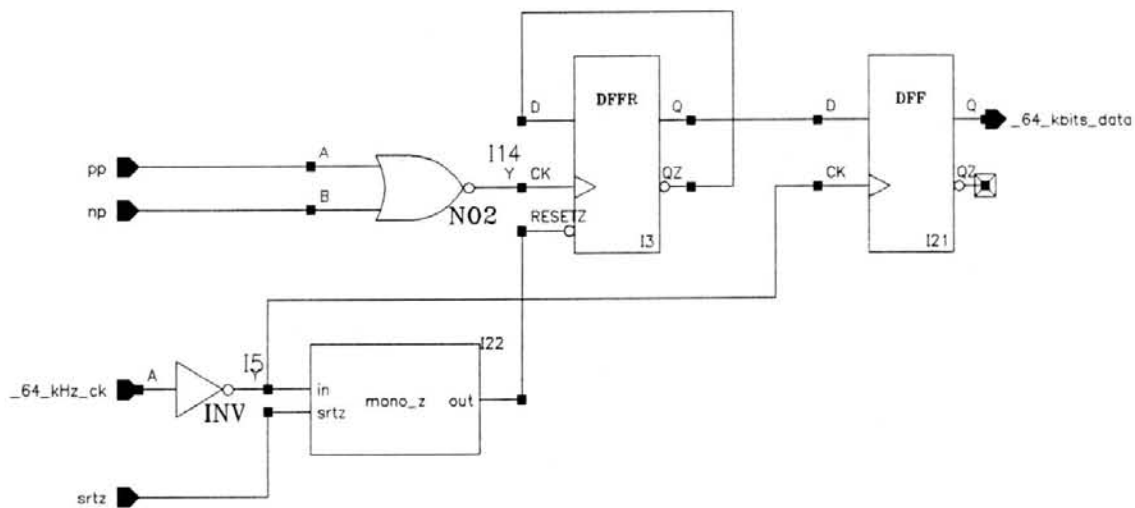 DFFR
DFF
D
Q
D
Q
_64_kbits_data
pp
A
I14
Y
CK
QZ
CK
QZ
np
B
NO2
RESETZ
I3
I21
_64_kHz_ck
A
I5
Y
I22
INV
in
srtz
mono_z
out
srtz